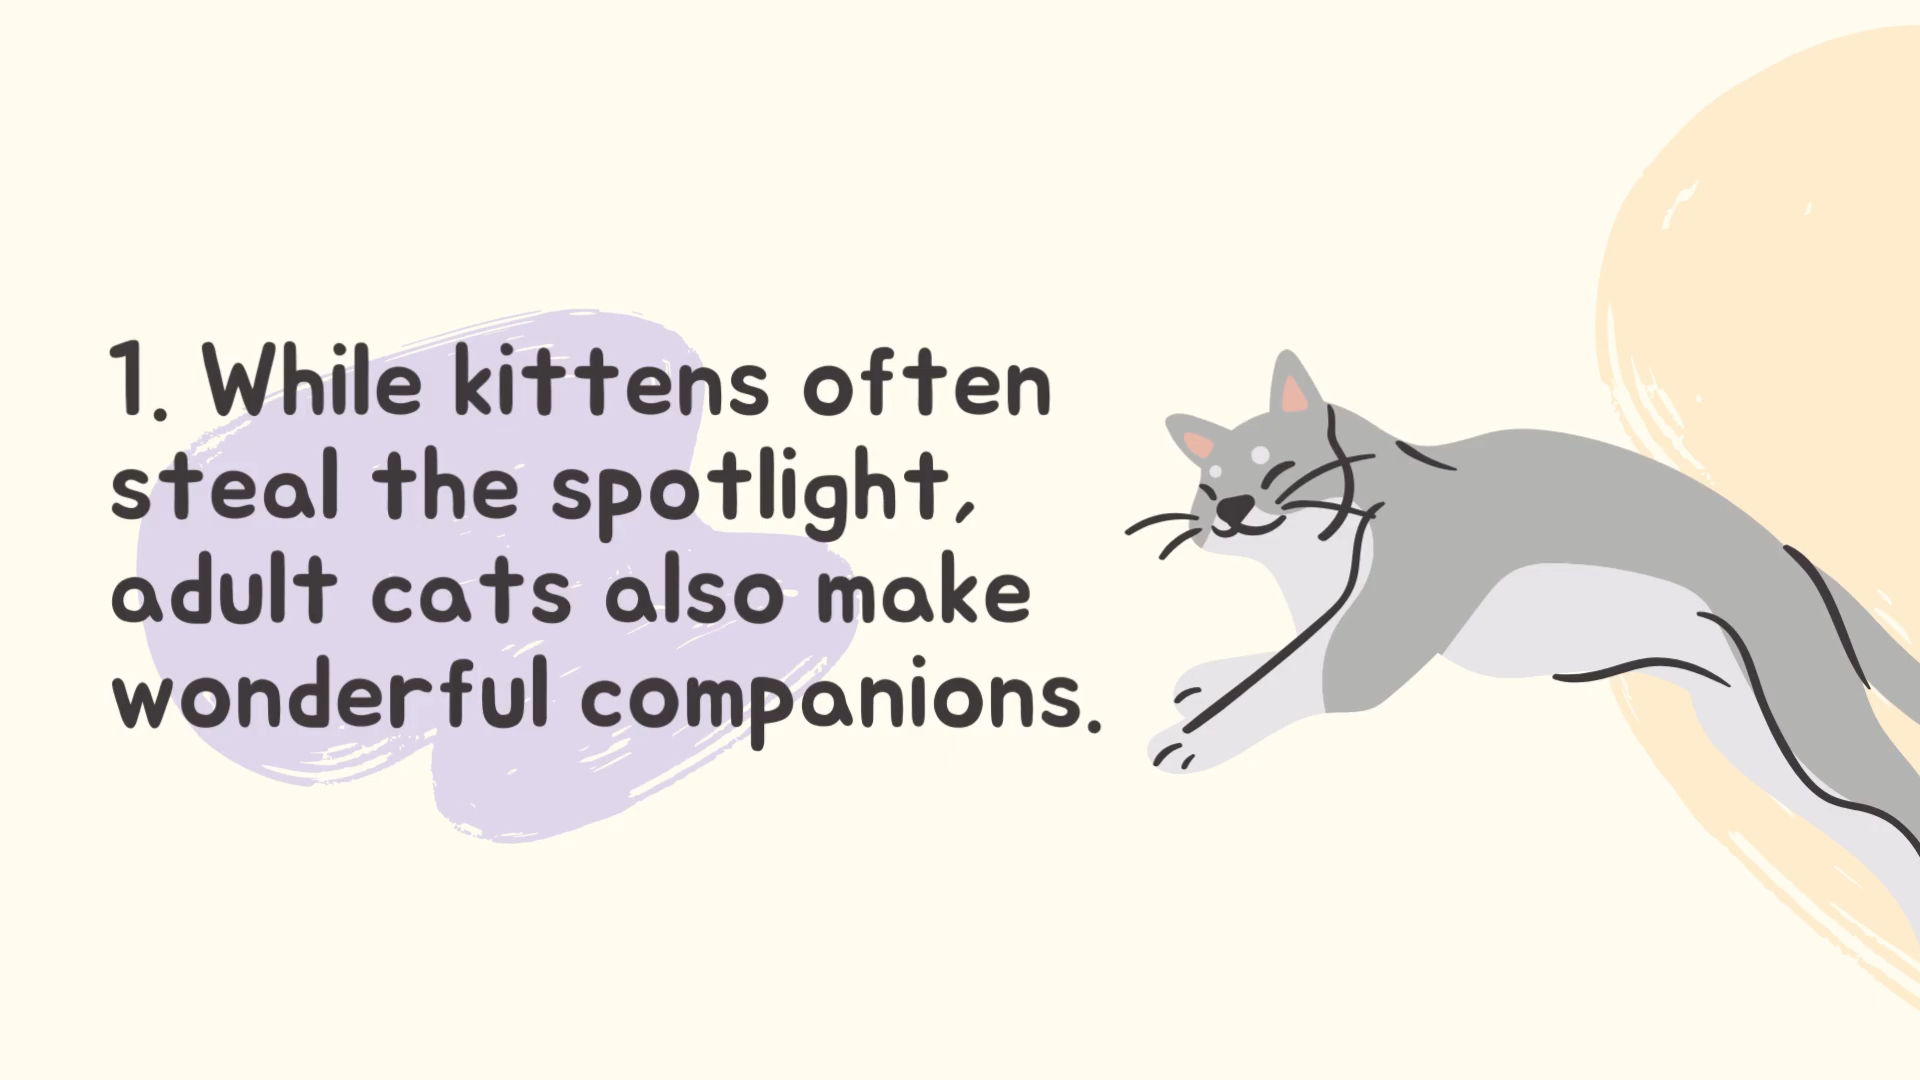 1. While kittens often
steal the spotlight,
adult cats also make
wonderful companions.